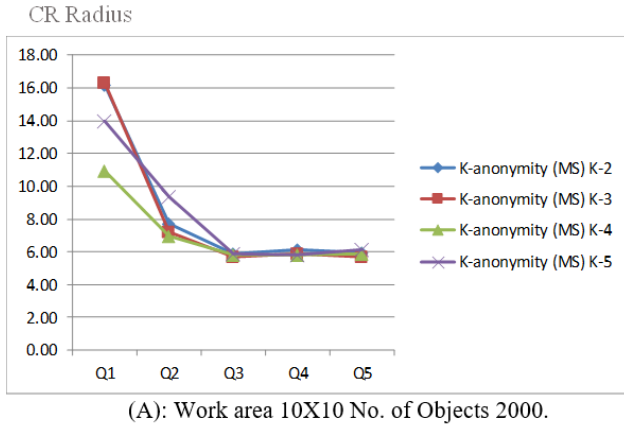 CR Radius
18.00
16.00
14.00
12.00
10.00
8.00
6.00
4.00
2.00
0.00
Q1 Q2 Q3 Q4 Q5
K-anonymity (MS) K-2
K-anonymity (MS) K-3
K-anonymity (MS) K-4
K-anonymity (MS) K-5
(A): Work area 10X10 No. of Objects 2000.